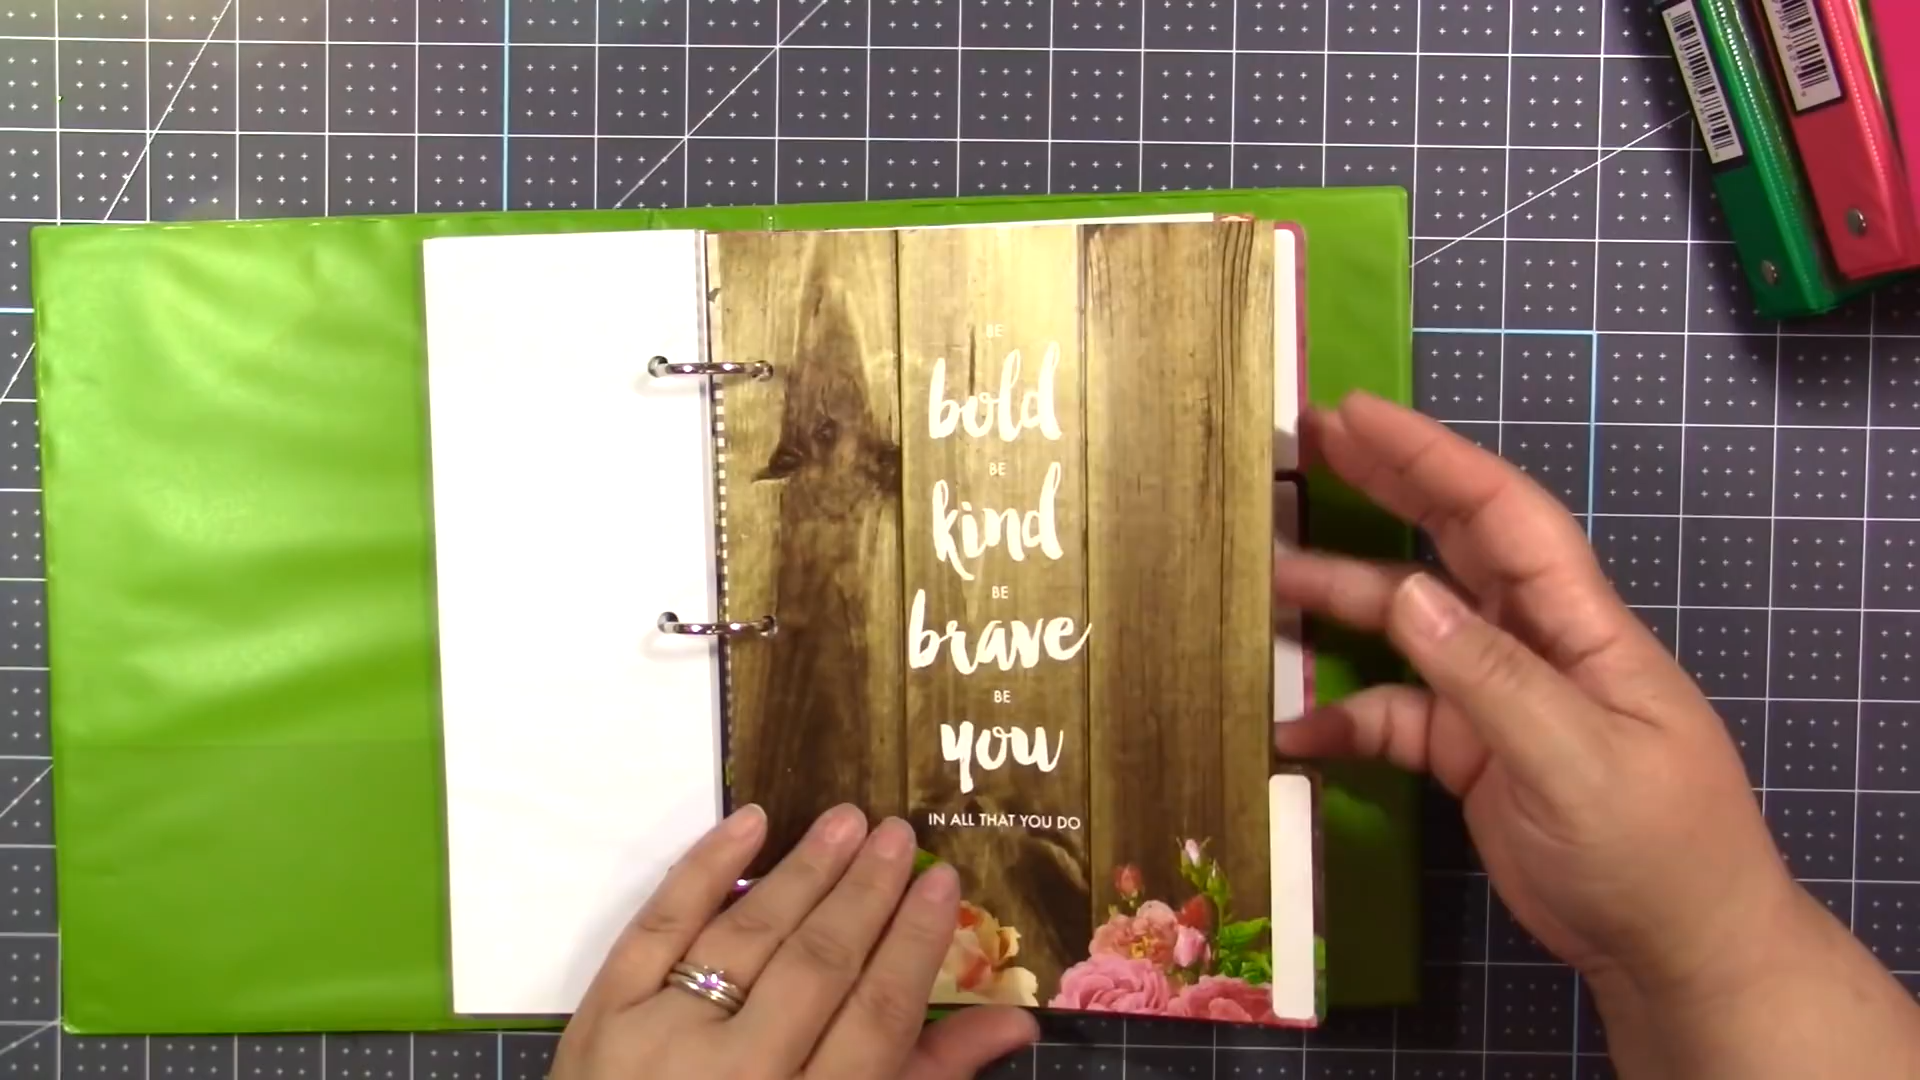 BE
bold
BE
kind
BE
brave
BE
you
IN ALL THAT YOU DO